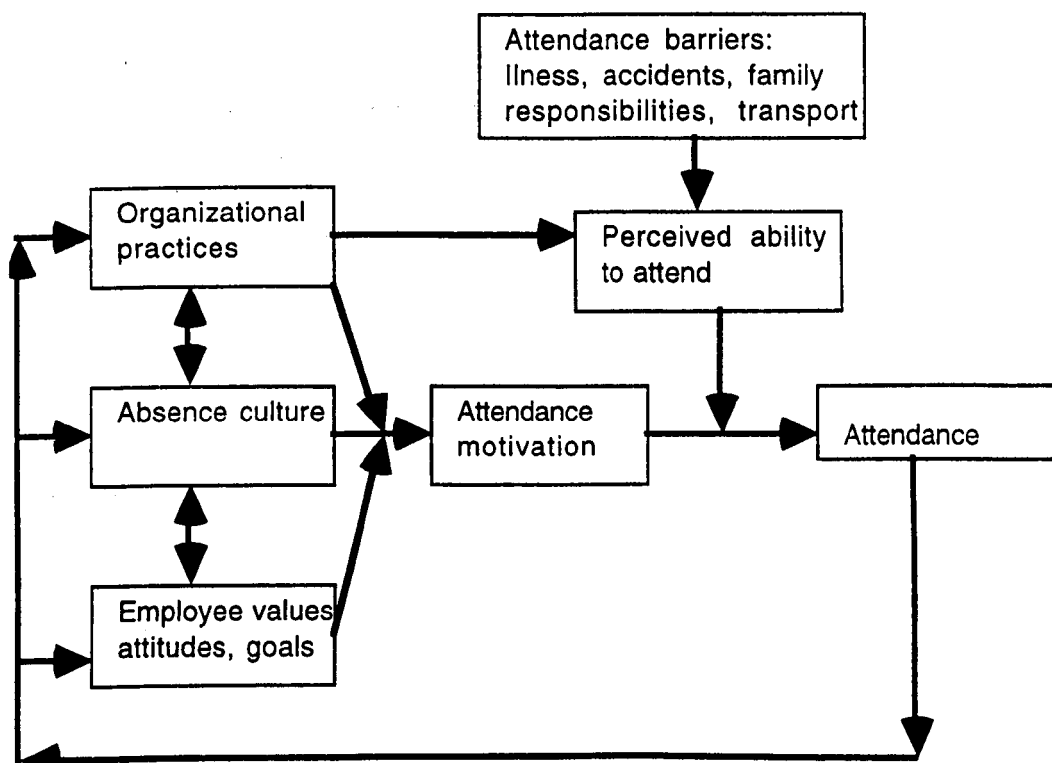 Attendance barriers:
Ilness, accidents, family
responsibilities, transport
Organizational
practices
Perceived ability
to attend
Absence culture
Attendance
motivation
Attendance
Employee values
attitudes, goals